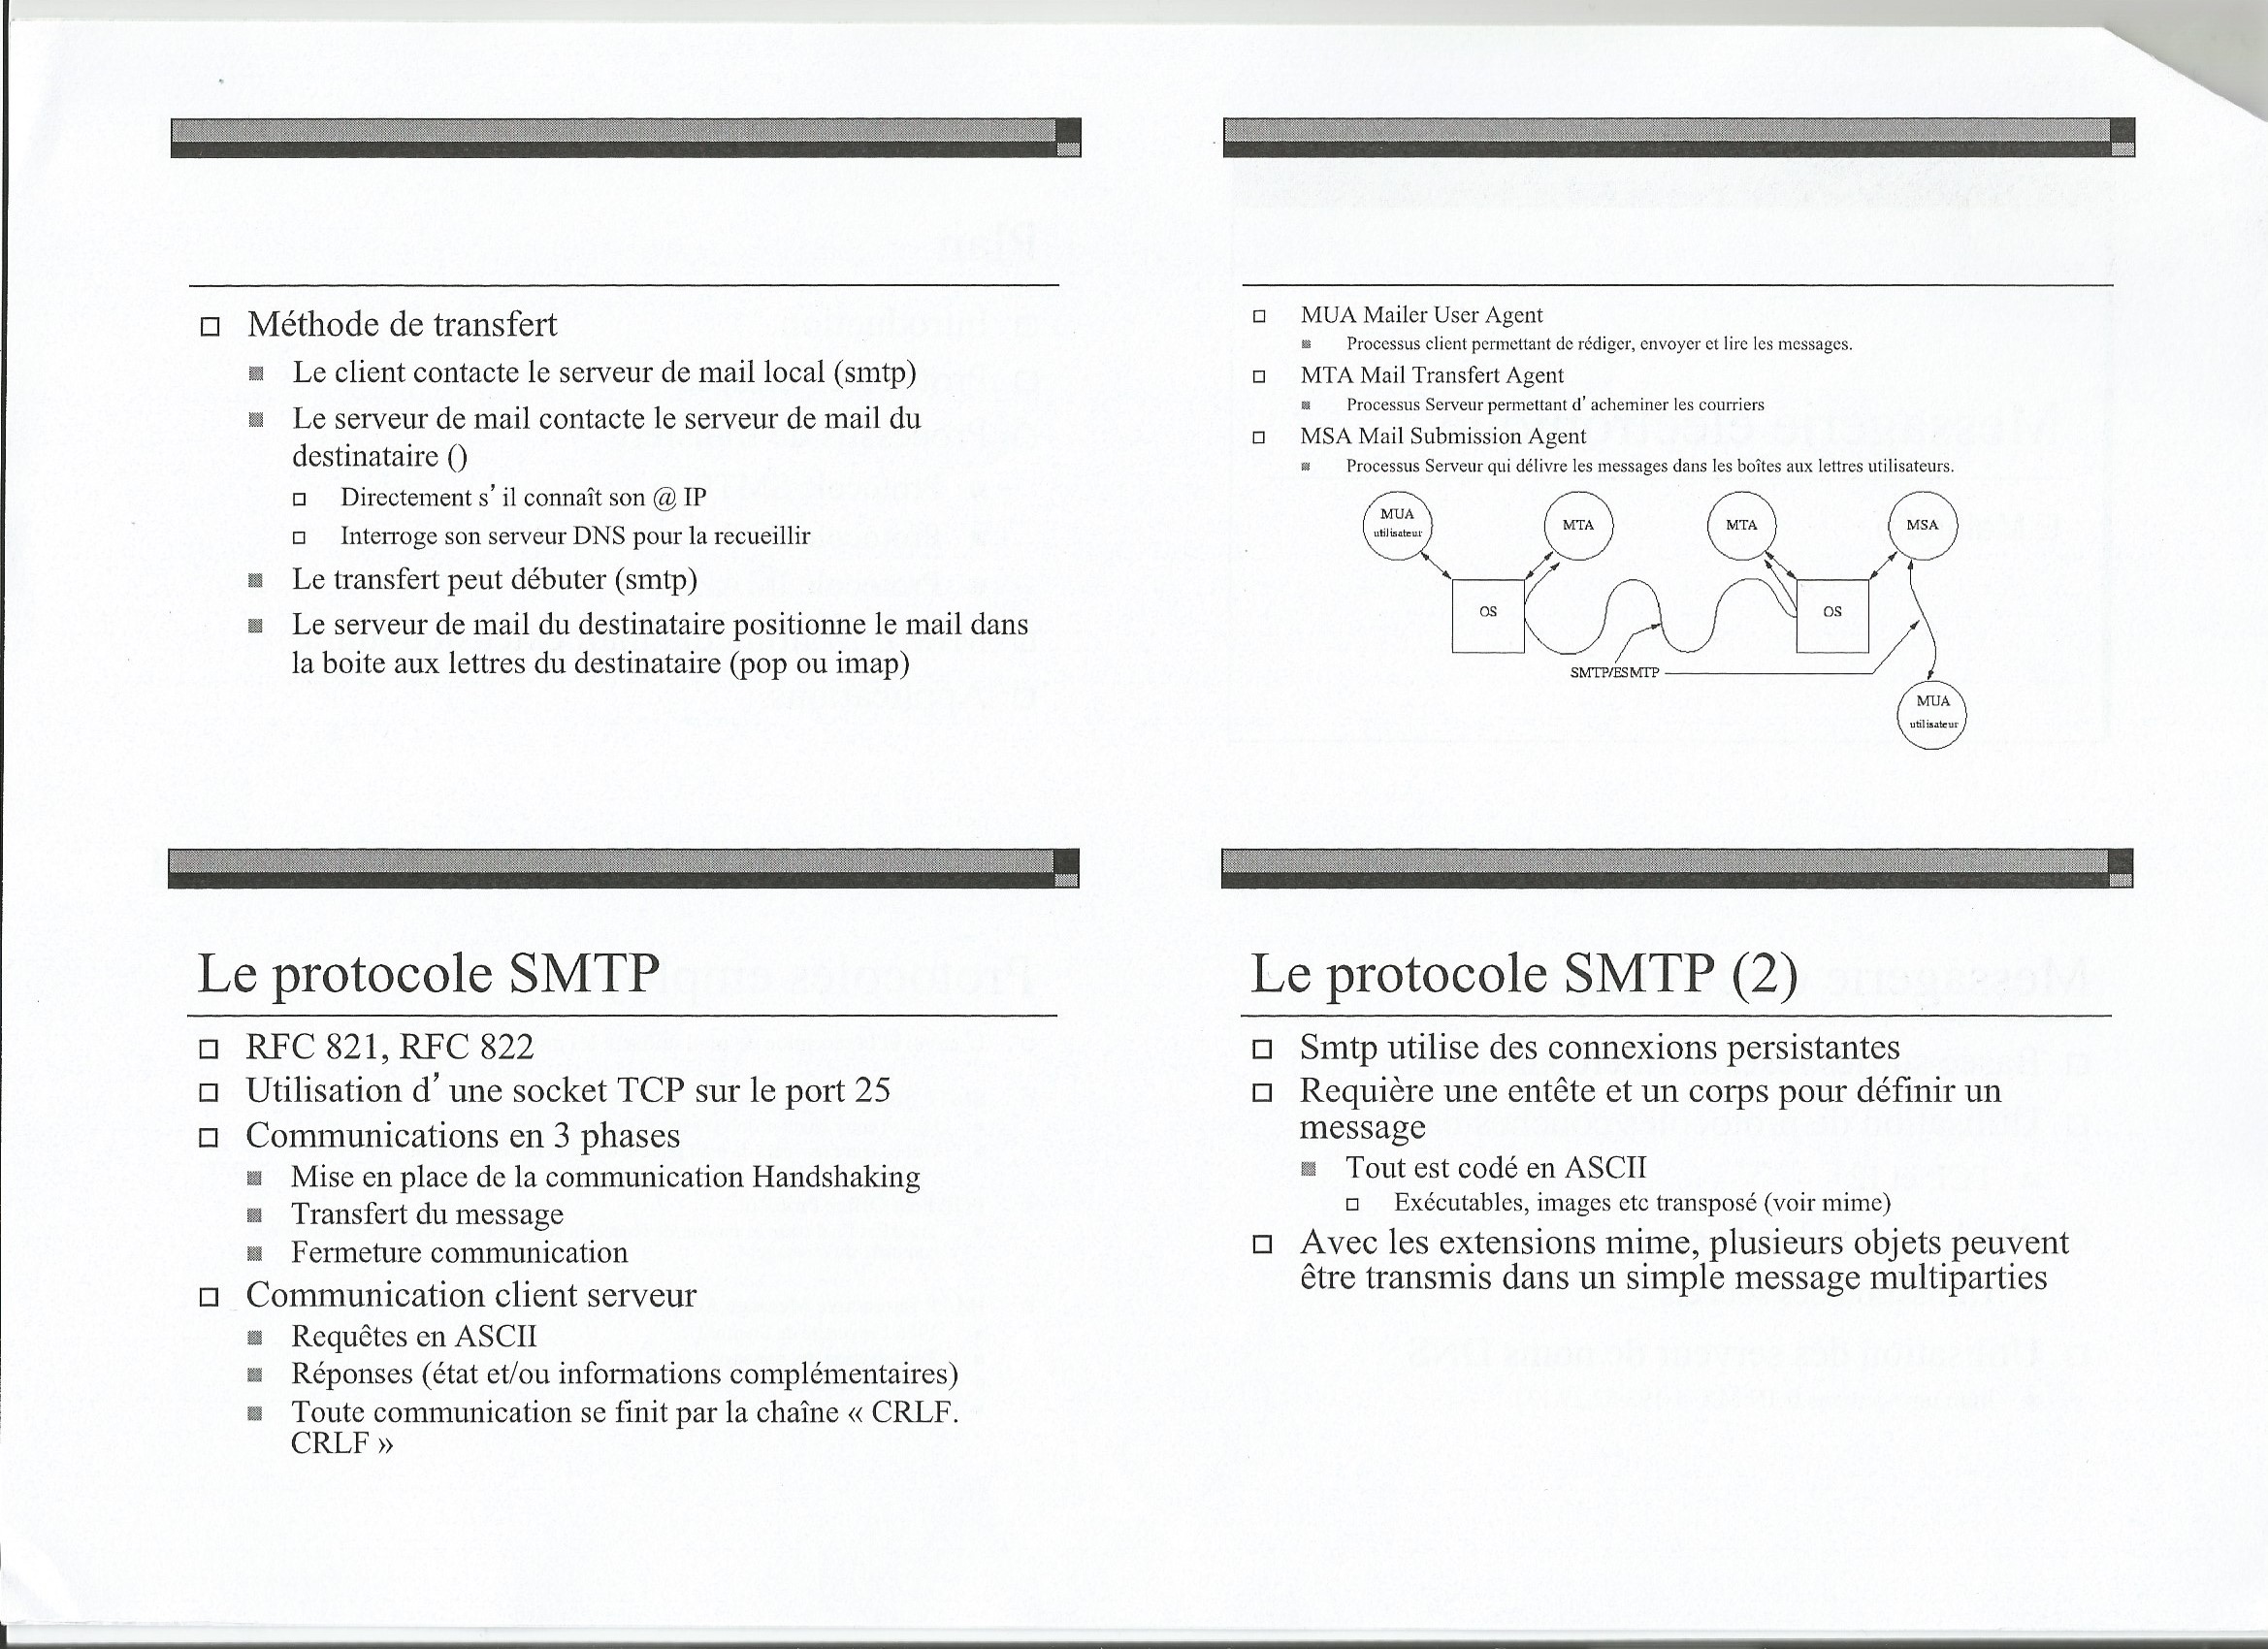 Méthode de transfert
Le client contacte le serveur de mail local (smtp)
Le serveur de mail contacte le serveur de mail du
destinataire ()
Directement s’ il connaît son @ IP
Interroge son serveur DNS pour la recueillir
Le transfert peut débuter (smtp)
Le serveur de mail du destinataire positionne le mail dans
la boite aux lettres du destinataire (pop ou imap)
MUA Mailer User Agent
Processus client permettant de rédiger, envoyer et lire les messages.
MTA Mail Transfert Agent
Processus Serveur permettant d’ acheminer les courriers
MSA Mail Submission Agent
Processus Serveur qui délivre les messages dans les boîtes aux lettres utilisateurs.
MUA
utilisateur
MTA
MTA
MSA
OS
OS
SMTP/ESMTP
MUA
utilisateur
Le protocole SMTP
RFC 821, RFC 822
Utilisation d’ une socket TCP sur le port 25
Communications en 3 phases
Mise en place de la communication Handshaking
Transfert du message
Fermeture communication
Communication client serveur
Requêtes en ASCII
Réponses (état et/ou informations complémentaires)
Toute communication se finit par la chaîne « CRLF.
CRLF »
Le protocole SMTP (2)
Smtp utilise des connexions persistantes
Requière une entête et un corps pour définir un
message
Tout est codé en ASCII
Exécutables, images etc transposé (voir mime)
Avec les extensions mime, plusieurs objets peuvent
être transmis dans un simple message multiparties